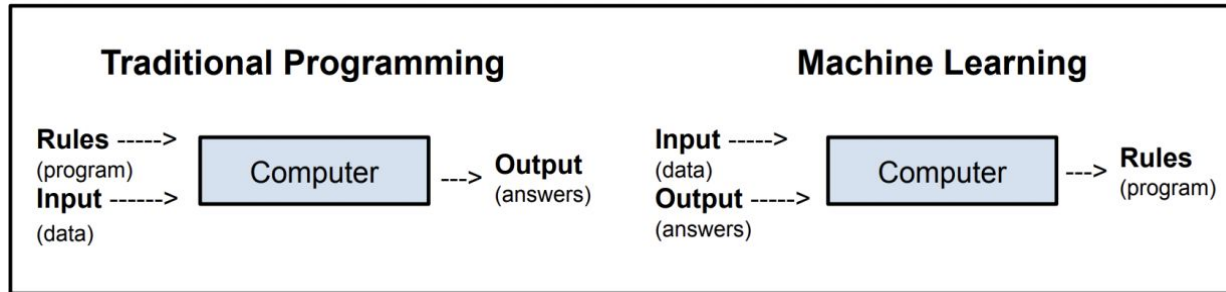 Traditional Programming
Rules ----->
(program)
Input ------>
(data)
Computer
---> Output
(answers)
Machine Learning
Input ----->
(data)
Output ----->
(answers)
Computer
---> Rules
(program)